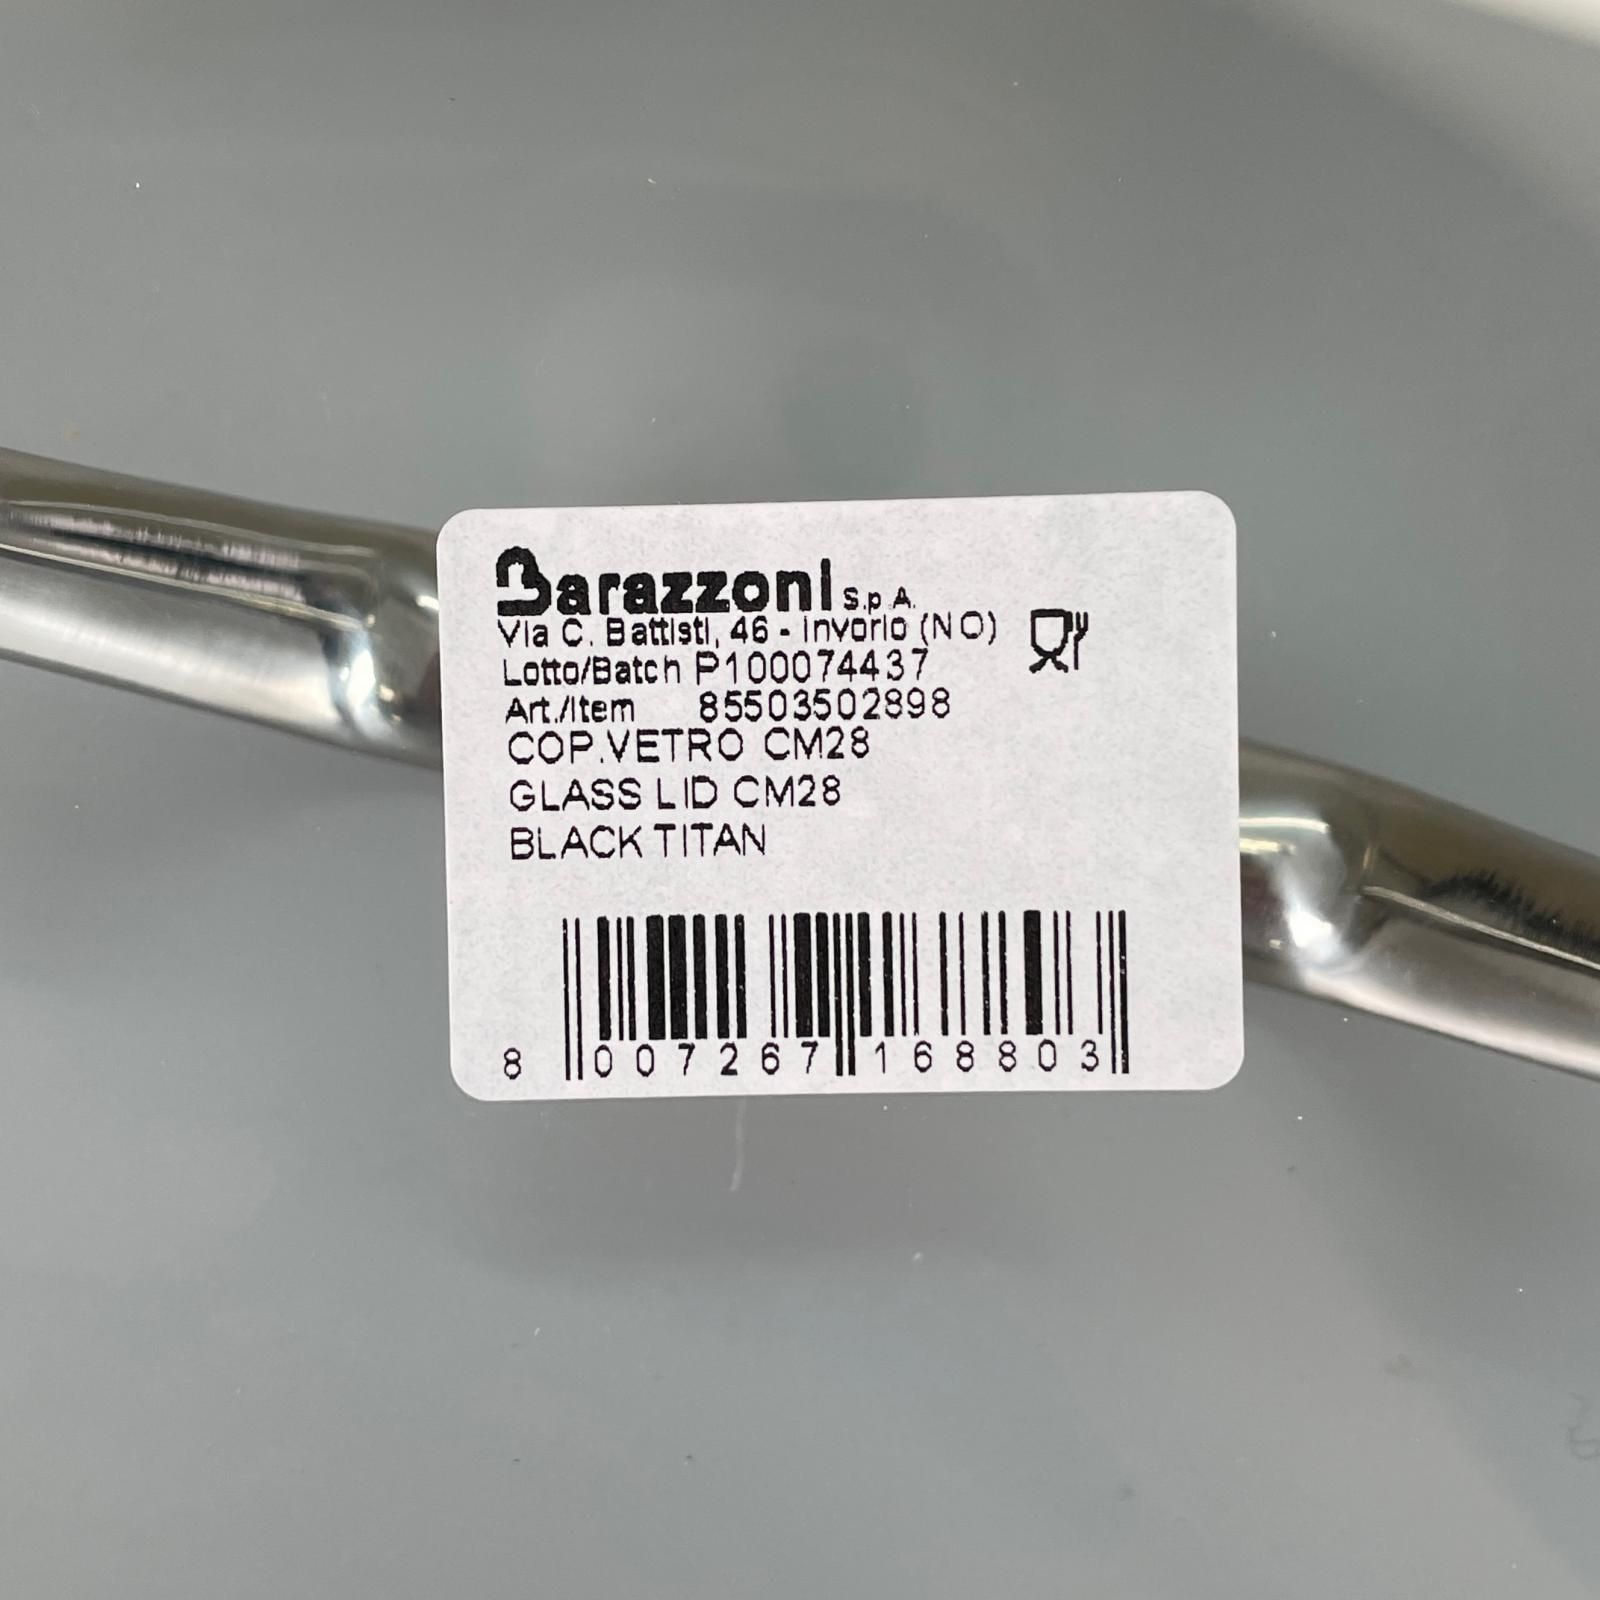 Barazzoni S.p.A.
Via C. Battisti, 46 - Invorio (NO)
Lotto/Batch P100074437
Art./Item 85503502898
COP.VETRO CM28
GLASS LID CM28
BLACK TITAN
8 007267 168803